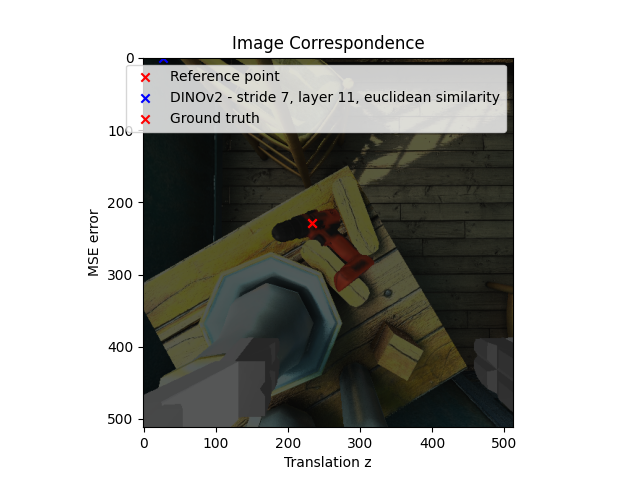 Image Correspondence
Reference point
DINOv2 - stride 7, layer 11, euclidean similarity
Ground truth
0
100
200
300
400
500
MSE error
0 100 200 300 400 500
Translation z